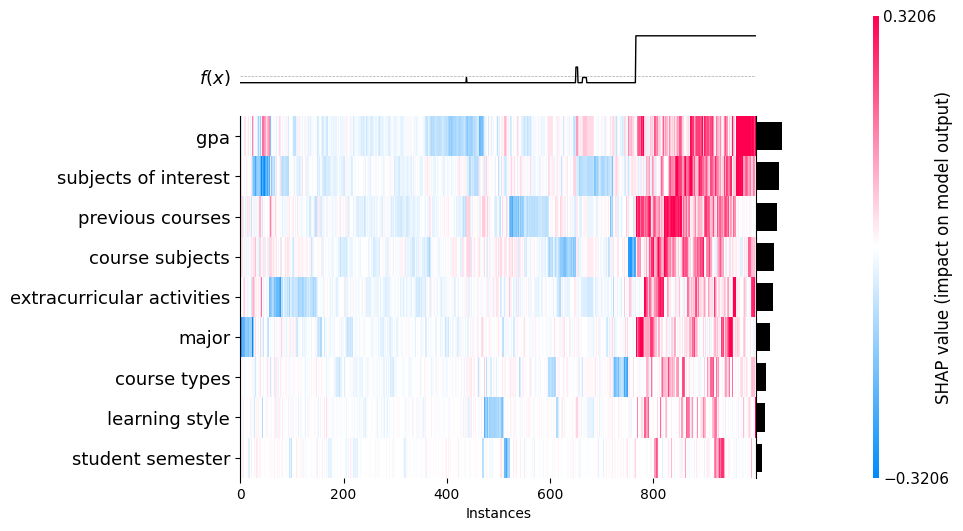 0.3206
f(x)
gpa
subjects of interest
previous courses
course subjects
extracurricular activities
major
course types
learning style
student semester
0 200 400 600 800
Instances
SHAP value (impact on model output)
−0.3206